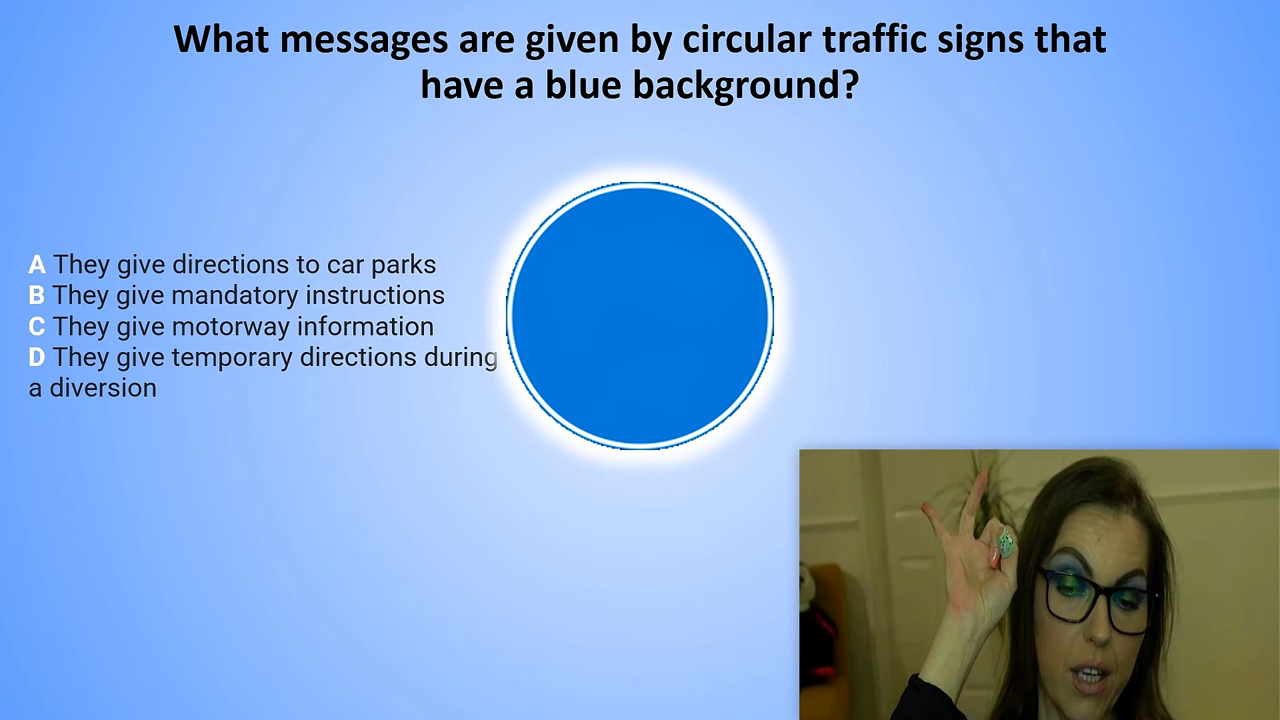 What messages are given by circular traffic signs that
have a blue background?
A They give directions to car parks
B They give mandatory instructions
C They give motorway information
D They give temporary directions during
a diversion